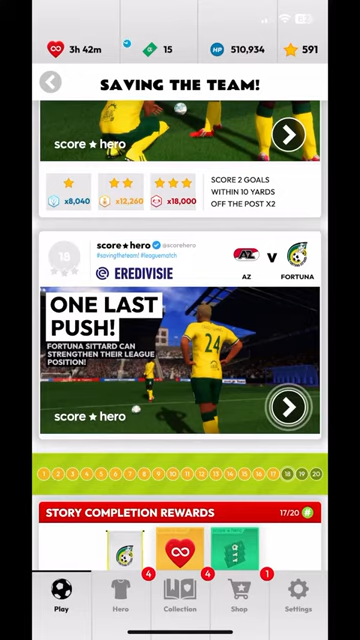 3h 42m
15
HP
510,934
591
SAVING THE TEAM!
score★hero
x8,040
x12,260
x18,000
SCORE 2 GOALS
WITHIN 10 YARDS
OFF THE POST X2
18
score★hero @scorehero
#savingtheteam! #leaguematch
EREDIVISIE
AZ
V
AZ
FORTUNA
ONE LAST
PUSH!
FORTUNA SITTARD CAN
STRENGTHEN THEIR LEAGUE
POSITION!
24
score★hero
1 2 3 4 5 6 7 8 9 10 11 12 13 14 15 16 17 18 19 20
STORY COMPLETION REWARDS
17/20 #
4
4
1
Play
Hero
Collection
Shop
Settings